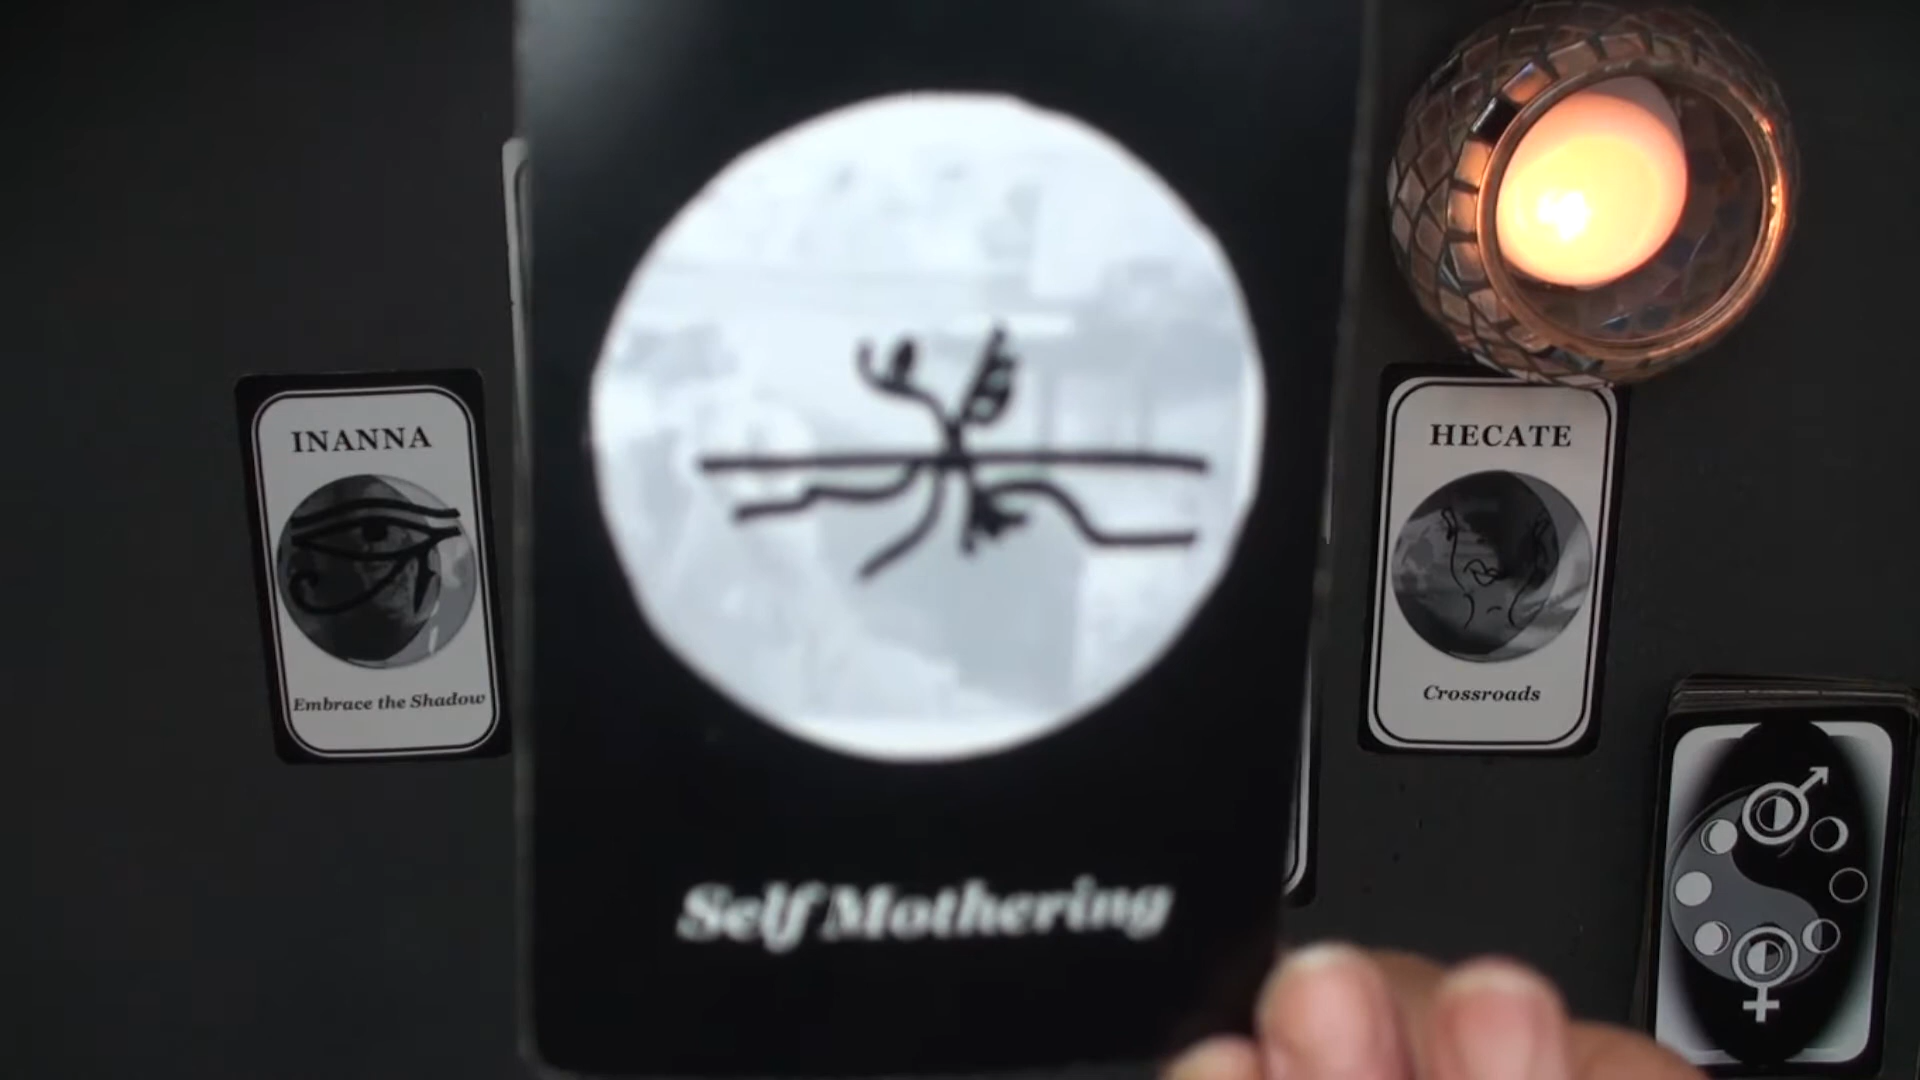 INANNA
Embrace the Shadow
Self Mothering
HECATE
Crossroads